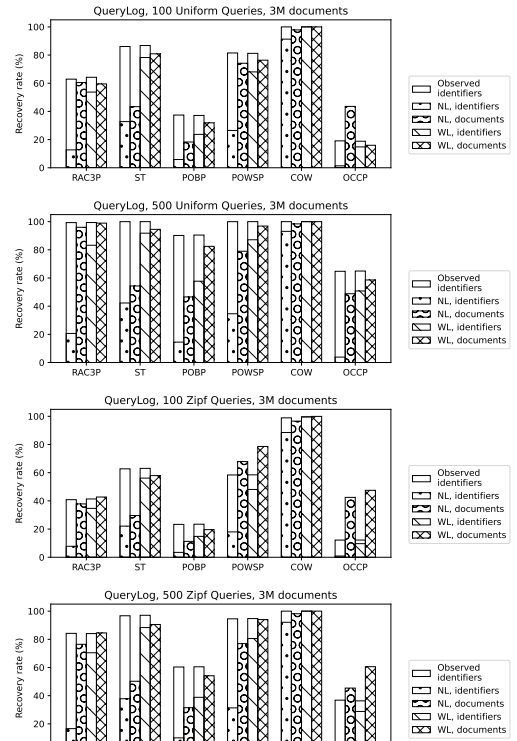 QueryLog, 100 Uniform Queries, 3M documents
100
80
60
40
20
0
Recovery rate (%)
RAC3P ST POBP POWSP COW OCCP
Observed
identifiers
NL, identifiers
NL, documents
WL, identifiers
WL, documents
QueryLog, 500 Uniform Queries, 3M documents
100
80
60
40
20
0
Recovery rate (%)
RAC3P ST POBP POWSP COW OCCP
Observed
identifiers
NL, identifiers
NL, documents
WL, identifiers
WL, documents
QueryLog, 100 Zipf Queries, 3M documents
100
80
60
40
20
0
Recovery rate (%)
RAC3P ST POBP POWSP COW OCCP
Observed
identifiers
NL, identifiers
NL, documents
WL, identifiers
WL, documents
QueryLog, 500 Zipf Queries, 3M documents
100
80
60
40
20
Recovery rate (%)
Observed
identifiers
NL, identifiers
NL, documents
WL, identifiers
WL, documents